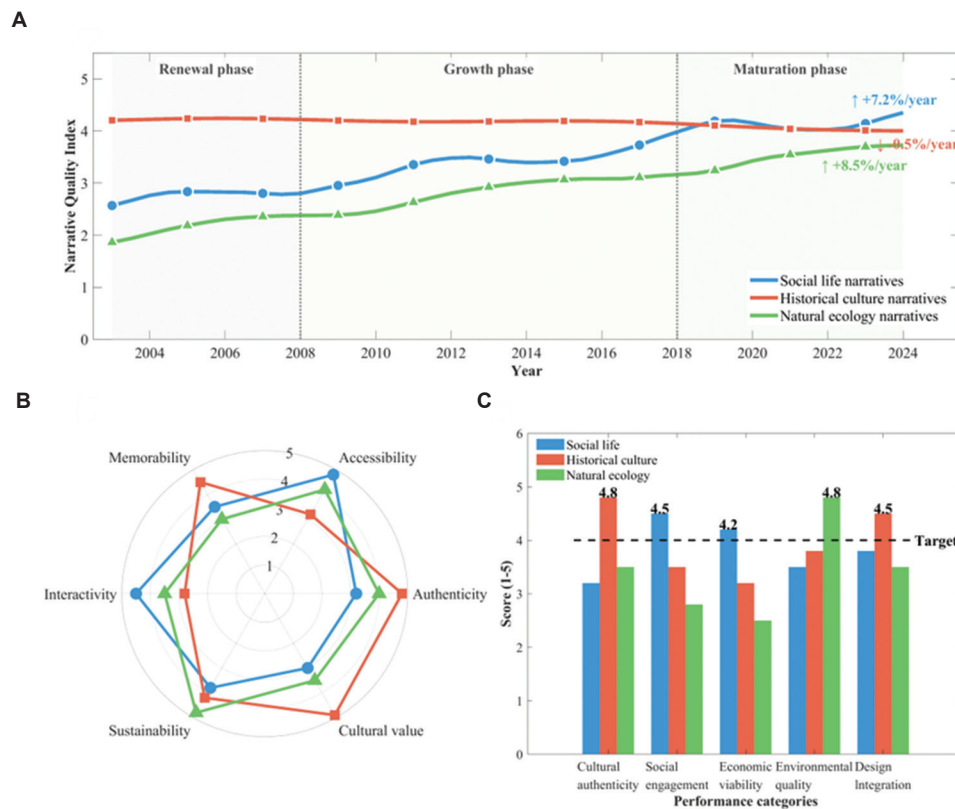 A
Renewal phase
Growth phase
Maturation phase
↑ +7.2%/year
↓ -0.5%/year
↑ +8.5%/year
5
4
3
2
1
0
Narrative Quality Index
Social life narratives
Historical culture narratives
Natural ecology narratives
2004 2006 2008 2010 2012 2014 2016 2018 2020 2022 2024
Year
B
Memorability
Accessibility
Interactivity
Authenticity
Sustainability
Cultural value
5
4
3
2
1
C
Social life
Historical culture
Natural ecology
6
5
4
3
2
1
0
Score (1-5)
4.8
4.5
4.2
4.8
4.5
Target
Cultural authenticity
Social engagement
Economic viability
Environmental quality
Design Integration
Performance categories